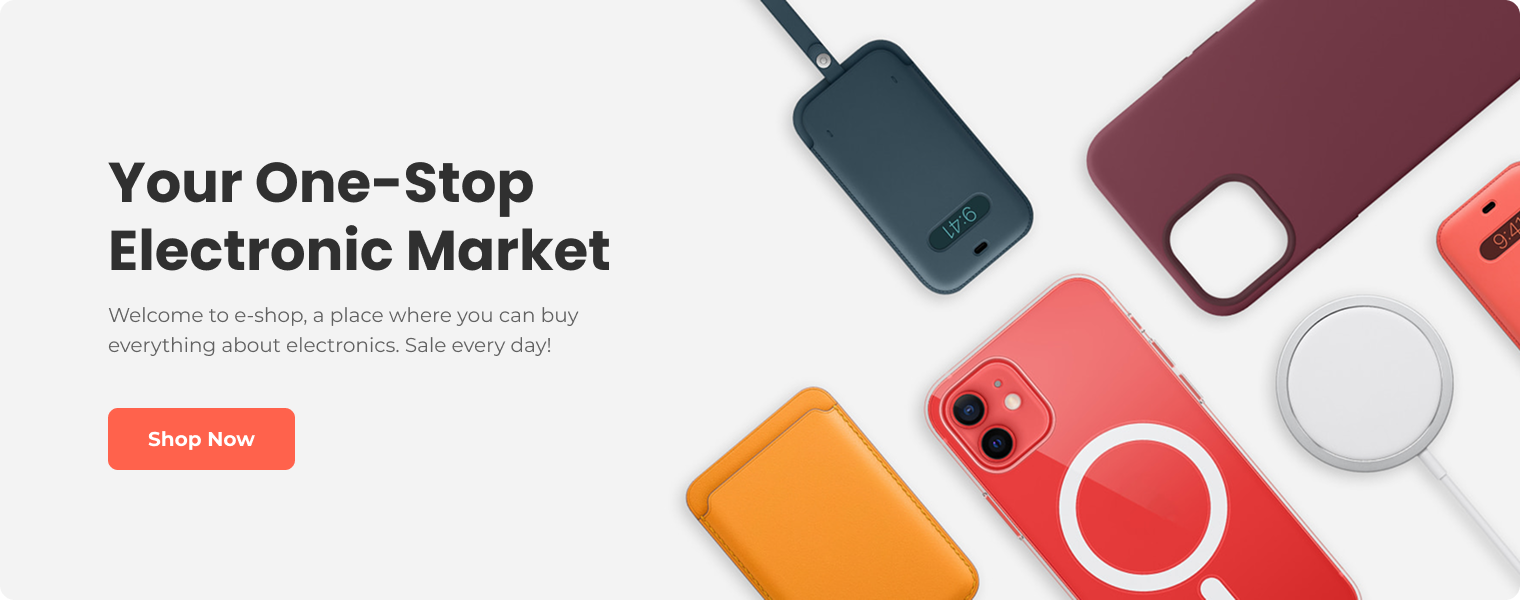 Your One-Stop
Electronic Market
Welcome to e-shop, a place where you can buy
everything about electronics. Sale every day!
Shop Now
9:41
9:41